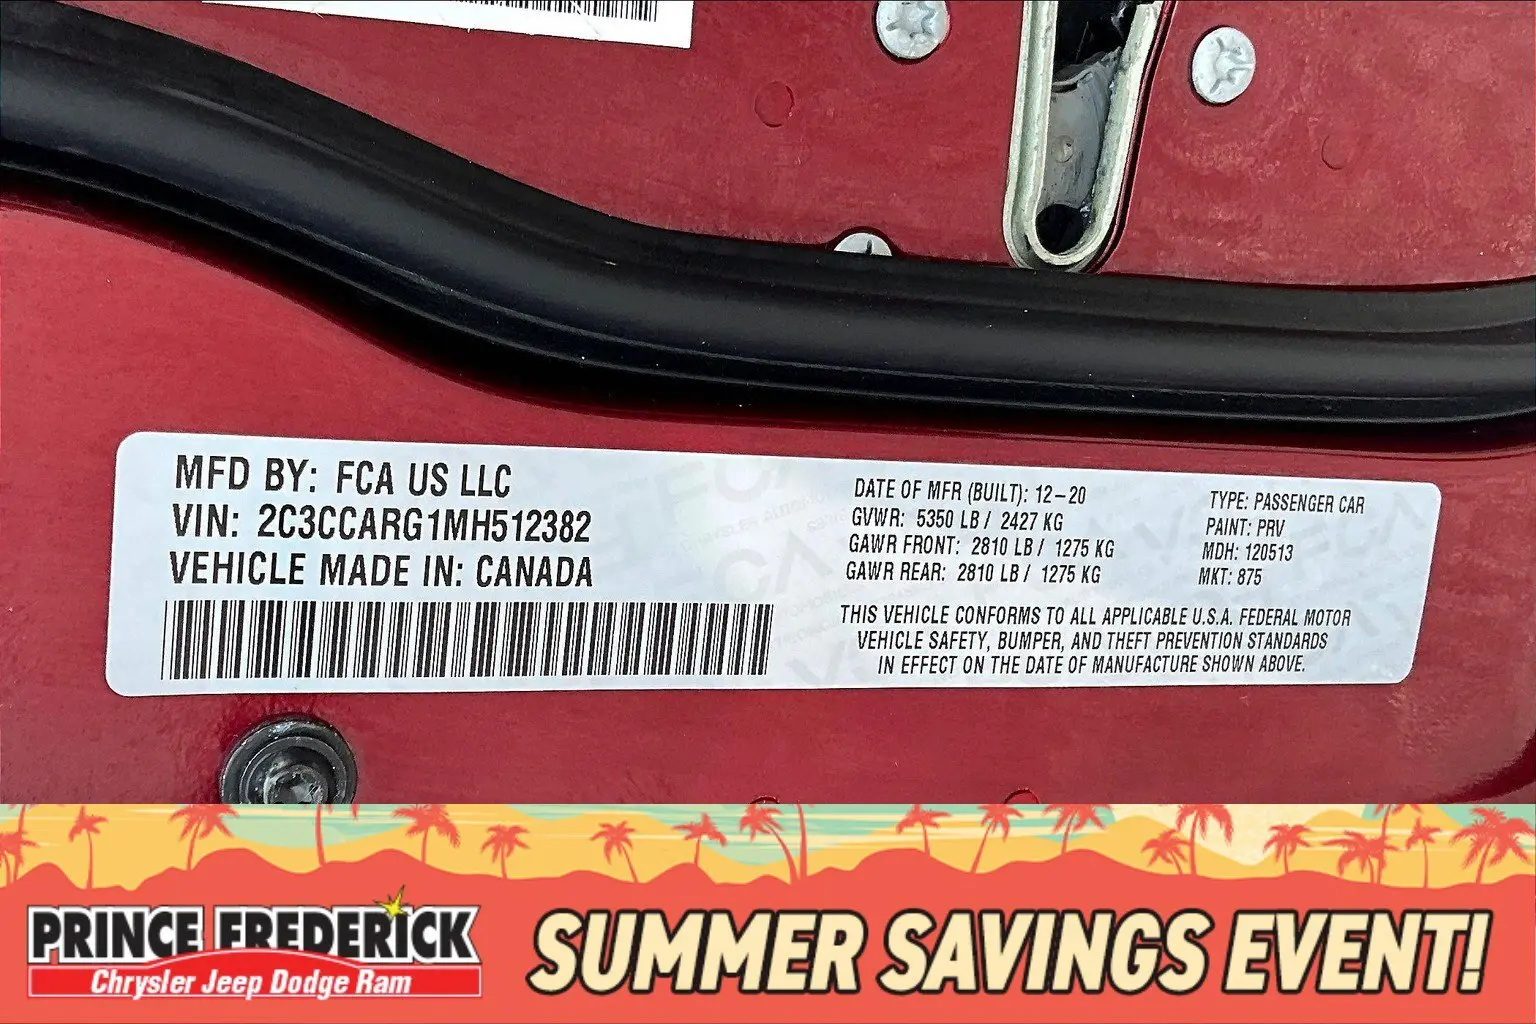 MFD BY: FCA US LLC
VIN: 2C3CCARG1MH512382
VEHICLE MADE IN: CANADA
DATE OF MFR (BUILT): 12-20
GVWR: 5350 LB / 2427 KG
GAWR FRONT: 2810 LB / 1275 KG
GAWR REAR: 2810 LB / 1275 KG
TYPE: PASSENGER CAR
PAINT: PRV
MDH: 120513
MKT: 875
THIS VEHICLE CONFORMS TO ALL APPLICABLE U.S.A. FEDERAL MOTOR
VEHICLE SAFETY, BUMPER, AND THEFT PREVENTION STANDARDS
IN EFFECT ON THE DATE OF MANUFACTURE SHOWN ABOVE.
PRINCE FREDERICK
Chrysler Jeep Dodge Ram
SUMMER SAVINGS EVENT!